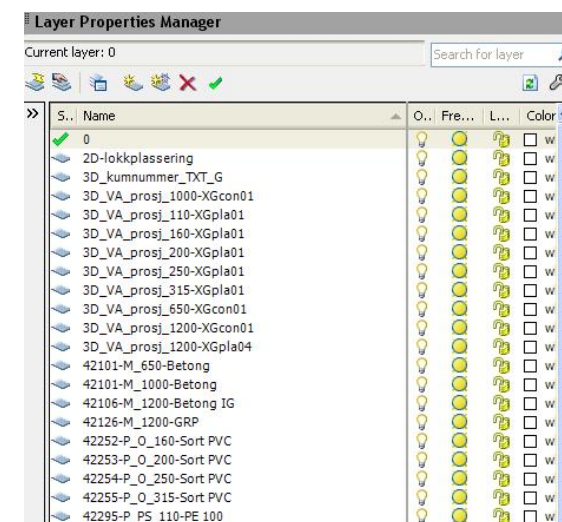 Layer Properties Manager
Current layer: 0
Search for layer
S.. Name O.. Fre... L... Color
0 w
2D-lokkplassering w
3D_kumnummer_TXT_G w
3D_VA_prosj_1000-XGcon01 w
3D_VA_prosj_110-XGpla01 w
3D_VA_prosj_160-XGpla01 w
3D_VA_prosj_200-XGpla01 w
3D_VA_prosj_250-XGpla01 w
3D_VA_prosj_315-XGpla01 w
3D_VA_prosj_650-XGcon01 w
3D_VA_prosj_1200-XGcon01 w
3D_VA_prosj_1200-XGpla04 w
42101-M_650-Betong w
42101-M_1000-Betong w
42106-M_1200-Betong IG w
42126-M_1200-GRP w
42252-P_O_160-Sort PVC w
42253-P_O_200-Sort PVC w
42254-P_O_250-Sort PVC w
42255-P_O_315-Sort PVC w
42295-P_PS_110-PE 100 w